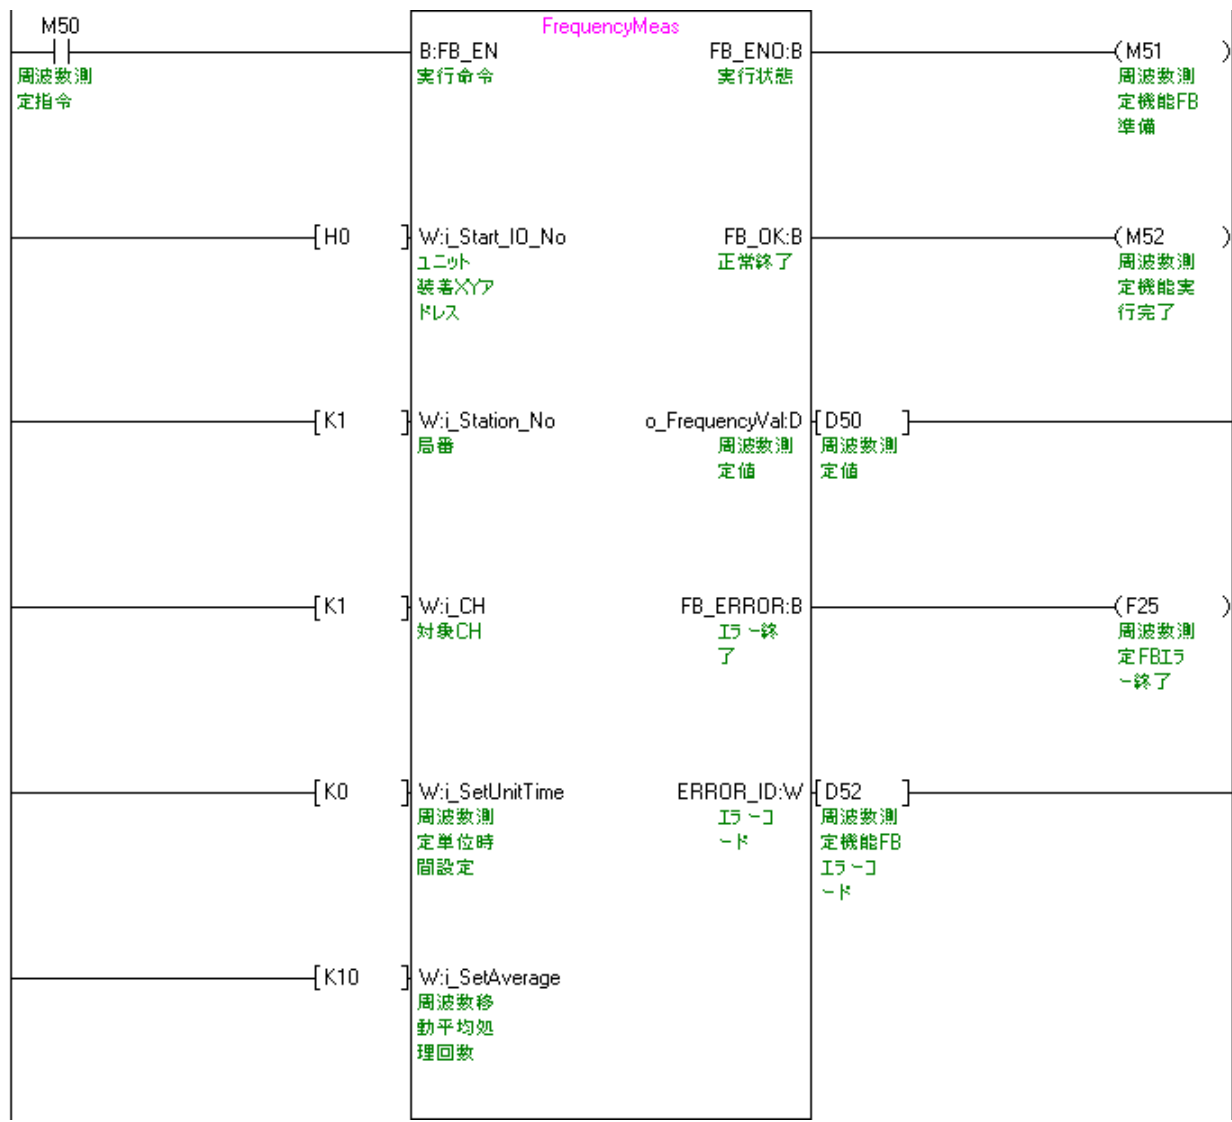 M50
FrequencyMeas
B:FB_EN
FB_ENO:B
(M51 )
周波数測
定指令
実行命令
実行状態
周波数測
定機能FB
準備
[H0 ]
W:i_Start_IO_No
FB_OK:B
(M52 )
ユニット
装着XYア
ドレス
正常終了
周波数測
定機能実
行完了
[K1 ]
W:i_Station_No
o_FrequencyVal:D
[D50 ]
局番
周波数測
定値
周波数測
定値
[K1 ]
W:i_CH
FB_ERROR:B
(F25 )
対象CH
エラー終
了
周波数測
定FBエラ
ー終了
[K0 ]
W:i_SetUnitTime
ERROR_ID:W
[D52 ]
周波数測
定単位時
間設定
エラーコ
ード
周波数測
定機能FB
エラーコ
ード
[K10 ]
W:i_SetAverage
周波数移
動平均処
理回数